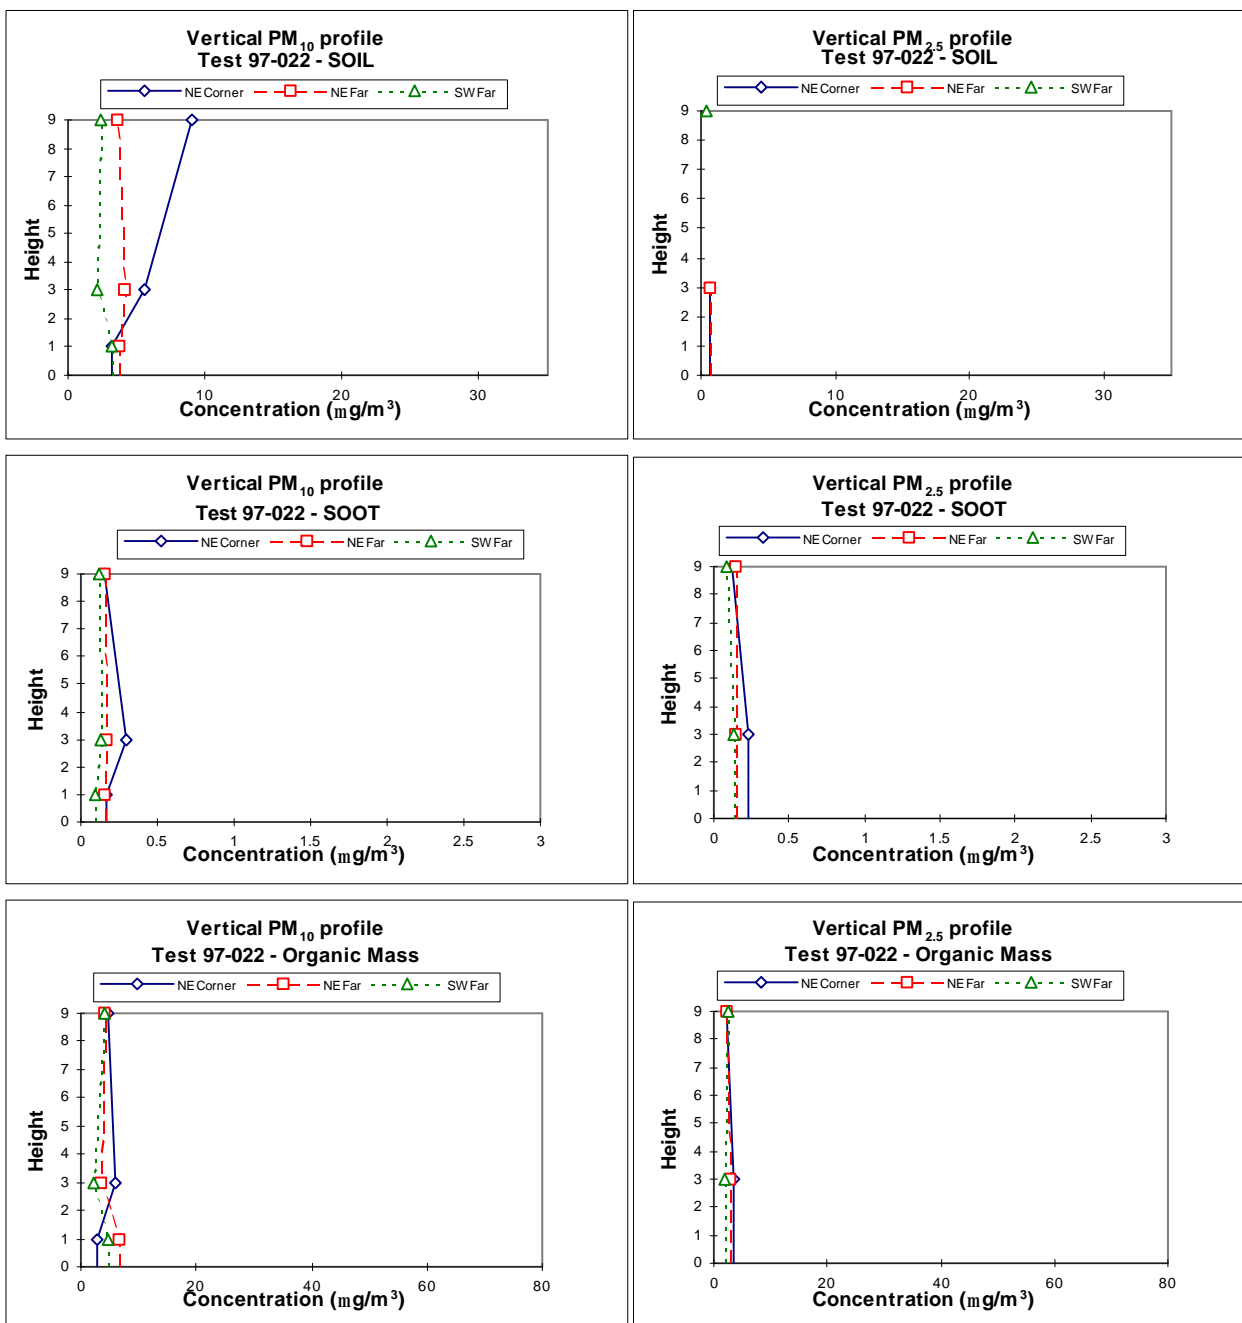 Vertical PM10 profile
Test 97-022 - SOIL
NE Corner NE Far SW Far
9
8
7
6
5
4
3
2
1
0
Height
0 10 20 30
Concentration (mg/m³)
Vertical PM2.5 profile
Test 97-022 - SOIL
NE Corner NE Far SW Far
9
8
7
6
5
4
3
2
1
0
Height
0 10 20 30
Concentration (mg/m³)
Vertical PM10 profile
Test 97-022 - SOOT
NE Corner NE Far SW Far
9
8
7
6
5
4
3
2
1
0
Height
0 0.5 1 1.5 2 2.5 3
Concentration (mg/m³)
Vertical PM2.5 profile
Test 97-022 - SOOT
NE Corner NE Far SW Far
9
8
7
6
5
4
3
2
1
0
Height
0 0.5 1 1.5 2 2.5 3
Concentration (mg/m³)
Vertical PM10 profile
Test 97-022 - Organic Mass
NE Corner NE Far SW Far
9
8
7
6
5
4
3
2
1
0
Height
0 20 40 60 80
Concentration (mg/m³)
Vertical PM2.5 profile
Test 97-022 - Organic Mass
NE Corner NE Far SW Far
9
8
7
6
5
4
3
2
1
0
Height
0 20 40 60 80
Concentration (mg/m³)